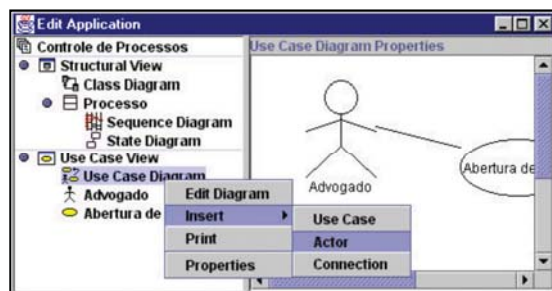 Edit Application
Controle de Processos
Structural View
Class Diagram
Processo
Sequence Diagram
State Diagram
Use Case View
Use Case Diagram
Advogado
Abertura de
Edit Diagram
Insert
Print
Properties
Use Case
Actor
Connection
Use Case Diagram Properties
Advogado
Abertura de